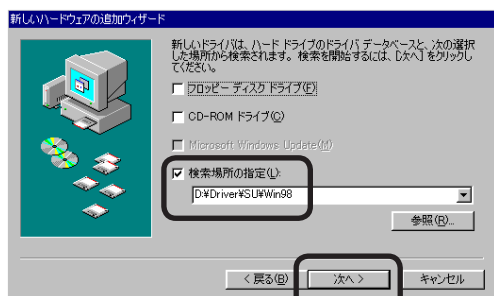 新しいハードウェアの追加ウィザード
新しいドライバは、ハード ドライブのドライバ データベースと、次の選択
した場所から検索されます。検索を開始するには、[次へ] をクリックし
てください。
フロッピー ディスク ドライブ(F)
CD-ROM ドライブ(C)
Microsoft Windows Update(M)
検索場所の指定(L):
D:¥Driver¥SU¥Win98
参照(R)...
< 戻る(B)
次へ >
キャンセル